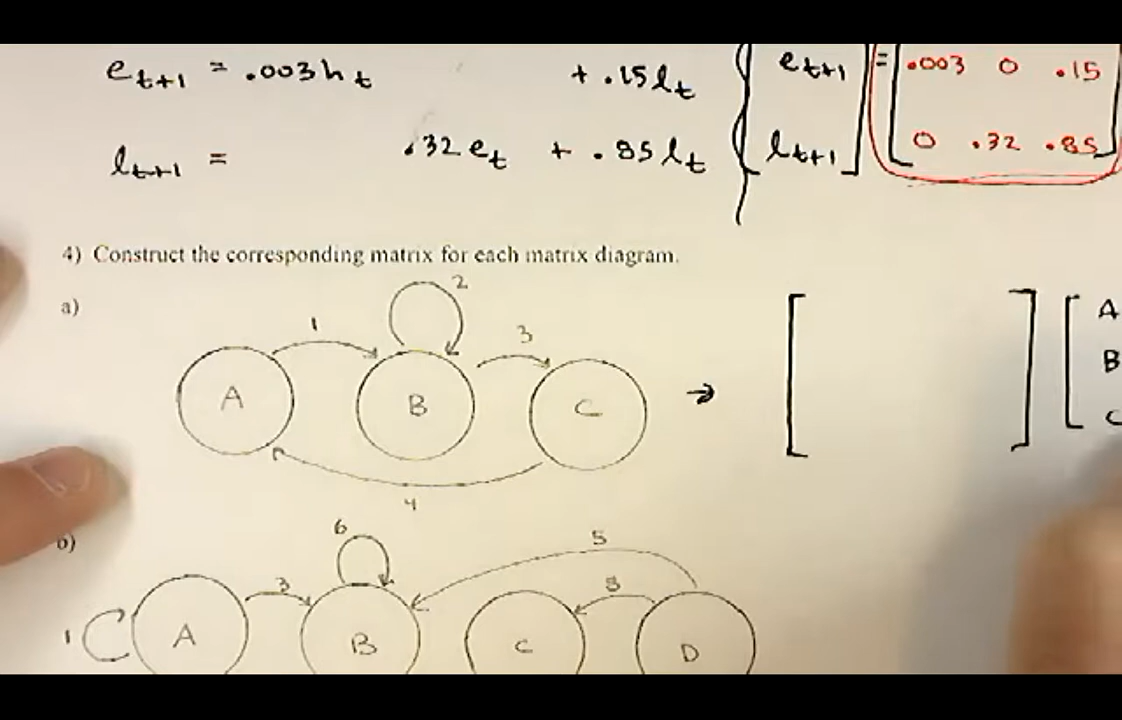 e_{t+1} = .003h_t + .15l_t { e_{t+1} ] = [ .003 0 .15
l_{t+1} = .32e_t + .85l_t { l_{t+1} ] [ 0 .32 .85 ]
4) Construct the corresponding matrix for each matrix diagram.
a)
2
1
3
A
B
C
→ [ ] [ A
B
C
4
b)
6
5
3
8
1
A
B
C
D